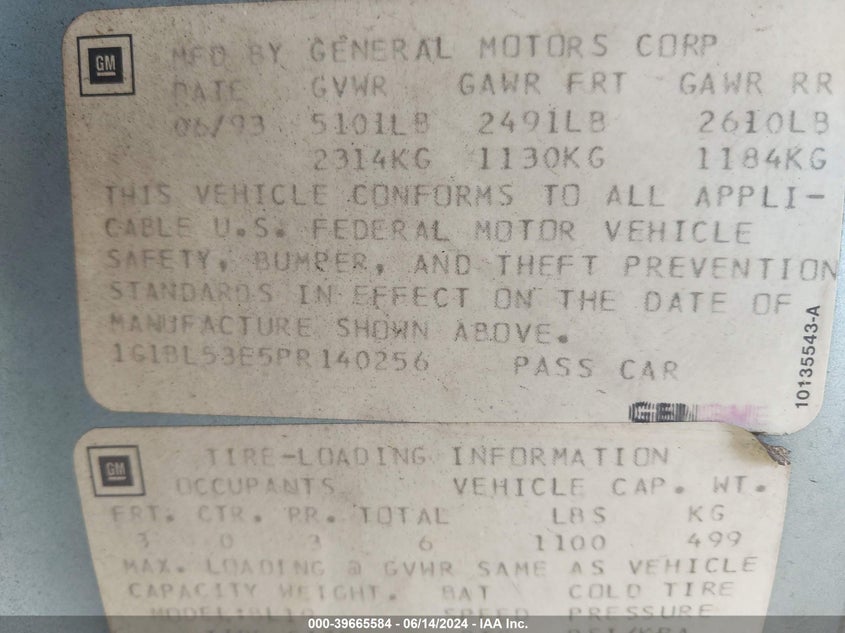 GM
MFD BY GENERAL MOTORS CORP
DATE GVWR GAWR FRT GAWR RR
06/93 5101LB 2491LB 2610LB
2314KG 1130KG 1184KG
THIS VEHICLE CONFORMS TO ALL APPLI-
CABLE U.S. FEDERAL MOTOR VEHICLE
SAFETY, BUMPER, AND THEFT PREVENTION
STANDARDS IN EFFECT ON THE DATE OF
MANUFACTURE SHOWN ABOVE.
1G1BL53E5PR140256 PASS CAR
10135543-A
GM
TIRE-LOADING INFORMATION
OCCUPANTS VEHICLE CAP. WT.
FRT. CTR. RR. TOTAL LBS KG
3 0 3 6 1100 499
MAX. LOADING @ GVWR SAME AS VEHICLE
CAPACITY WEIGHT. BAT COLD TIRE
SPEED PRESSURE
000-39665584 / 06/14/2024 - IAA Inc.